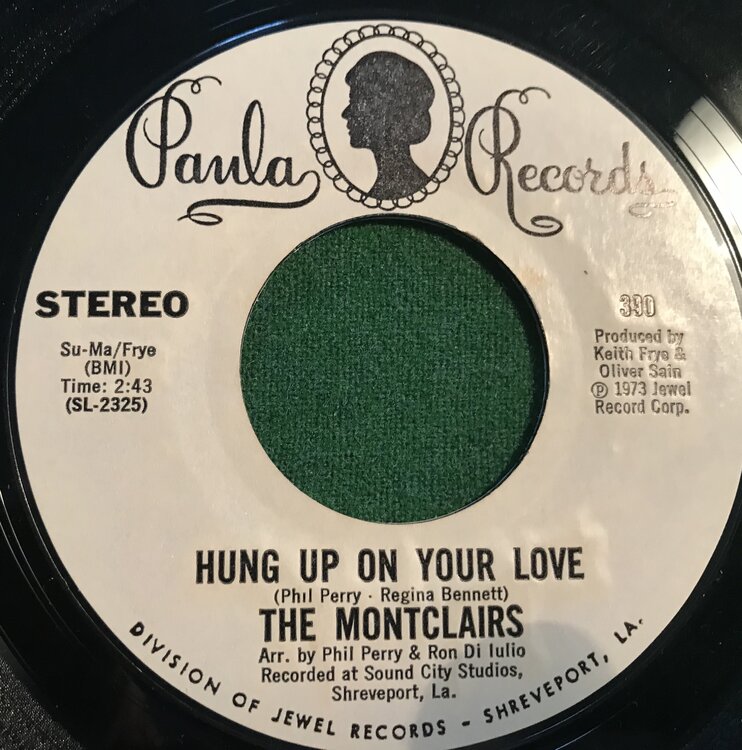 Paula Records
STEREO
Su-Ma/Frye
(BMI)
Time: 2:43
(SL-2325)
390
Produced by
Keith Frye &
Oliver Sain
℗ 1973 Jewel
Record Corp.
HUNG UP ON YOUR LOVE
(Phil Perry · Regina Bennett)
THE MONTCLAIRS
Arr. by Phil Perry & Ron Di Iulio
Recorded at Sound City Studios,
Shreveport, La.
DIVISION OF JEWEL RECORDS – SHREVEPORT, LA.